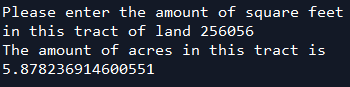 Please enter the amount of square feet
in this tract of land 256056
The amount of acres in this tract is
5.878236914600551